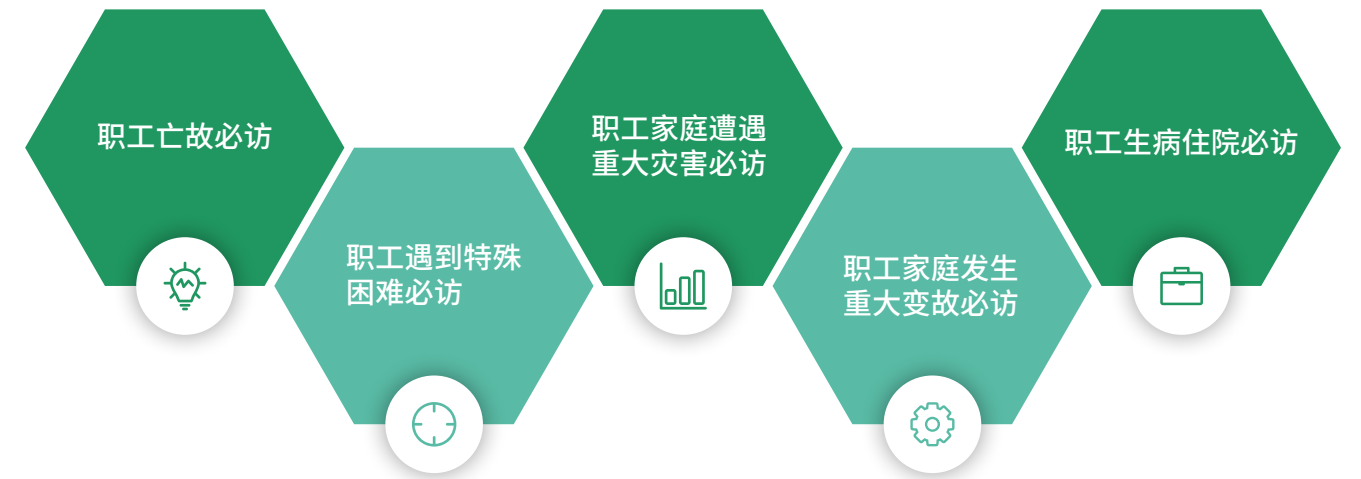 职工亡故必访
职工遇到特殊
困难必访
职工家庭遭遇
重大灾害必访
职工家庭发生
重大变故必访
职工生病住院必访